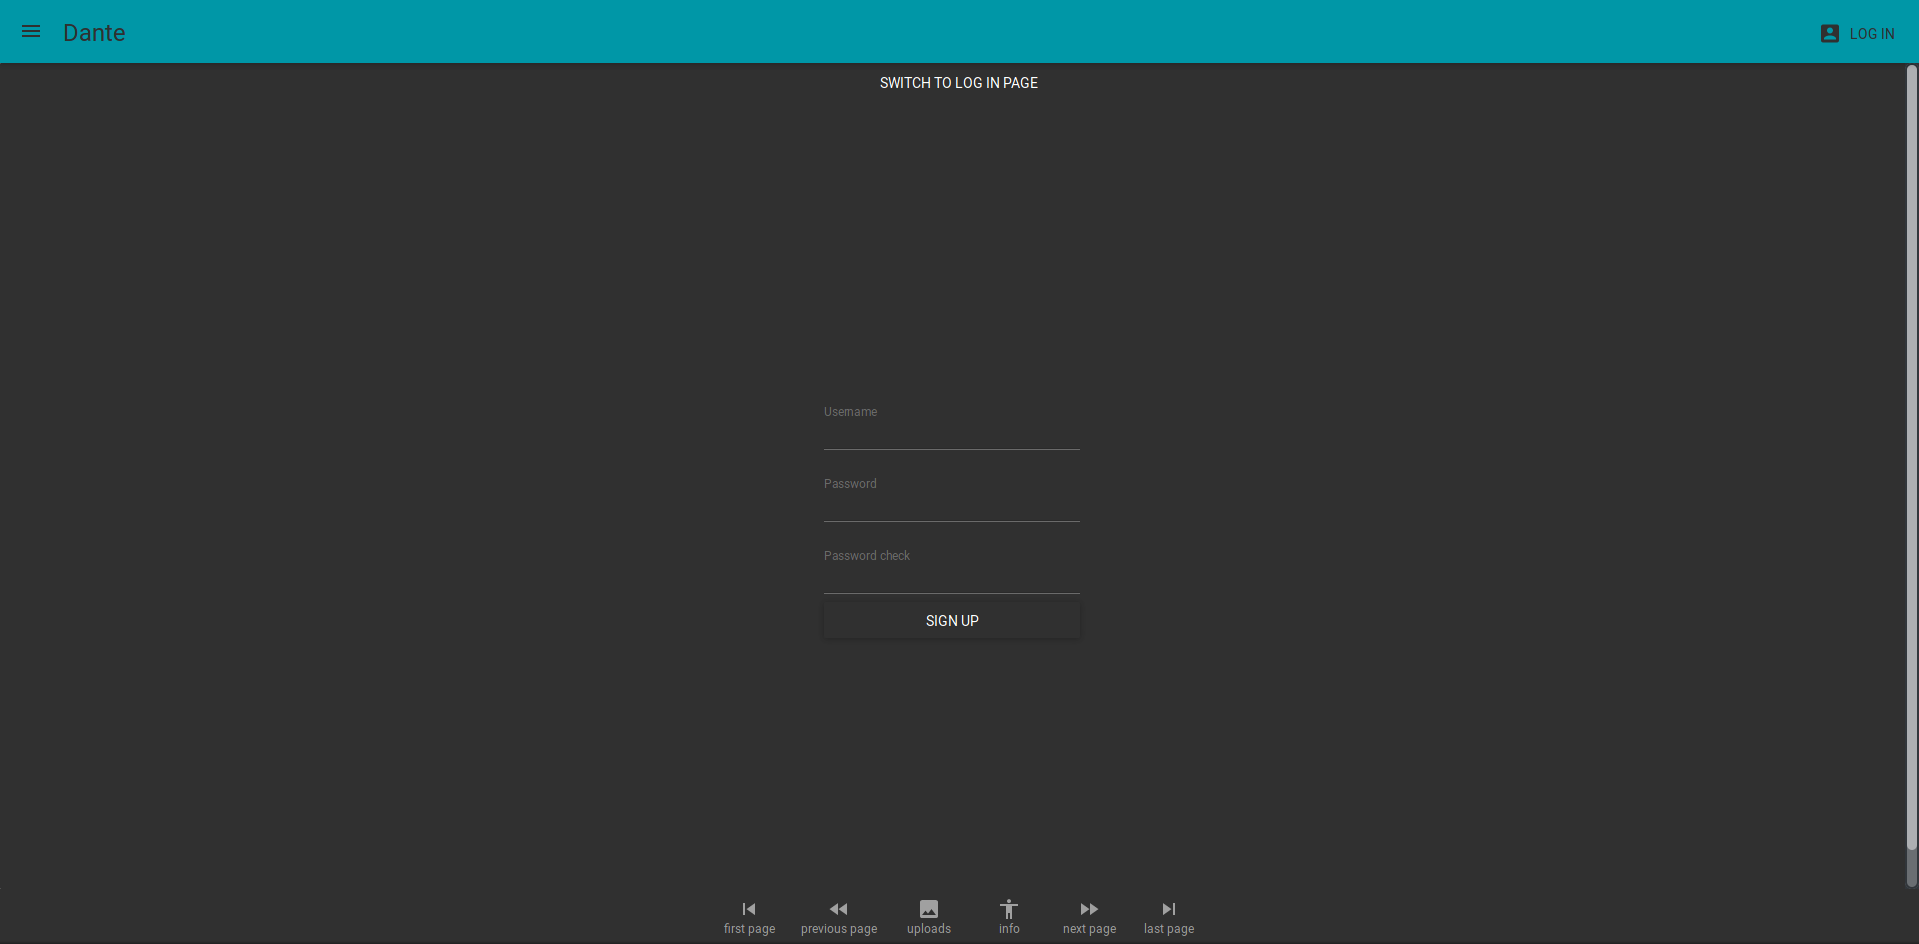 Dante
LOG IN
SWITCH TO LOG IN PAGE
Username
Password
Password check
SIGN UP
first page
previous page
uploads
info
next page
last page